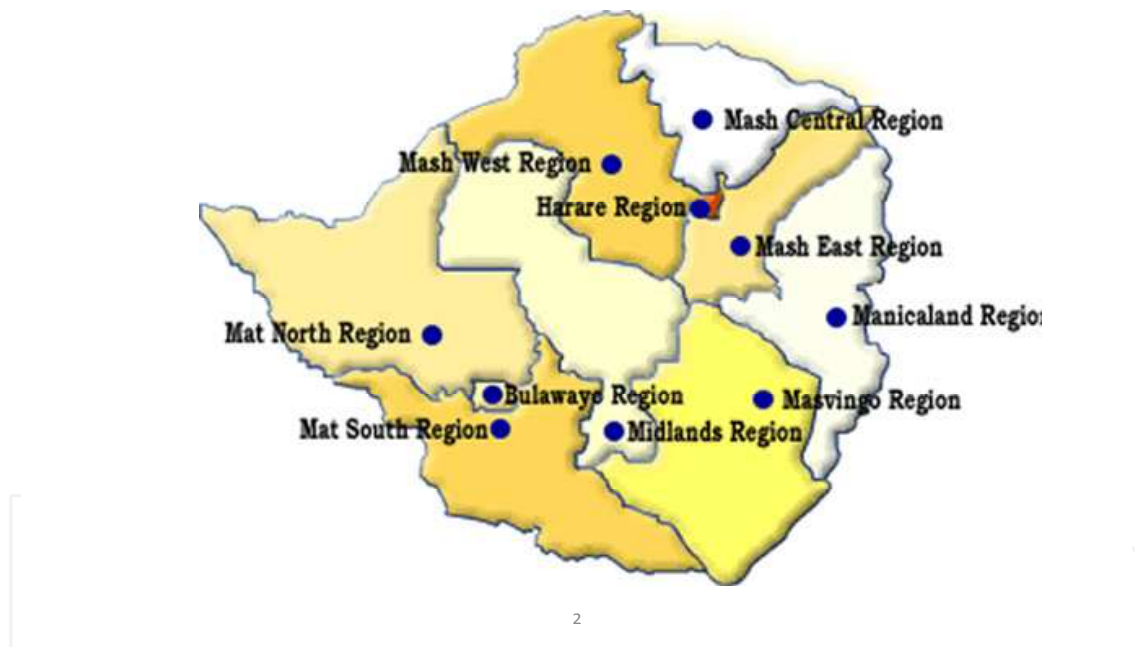 Mash Central Region
Mash West Region
Harare Region
Mash East Region
Manicaland Regio
Mat North Region
Bulawayo Region
Masvingo Region
Mat South Region
Midlands Region
2